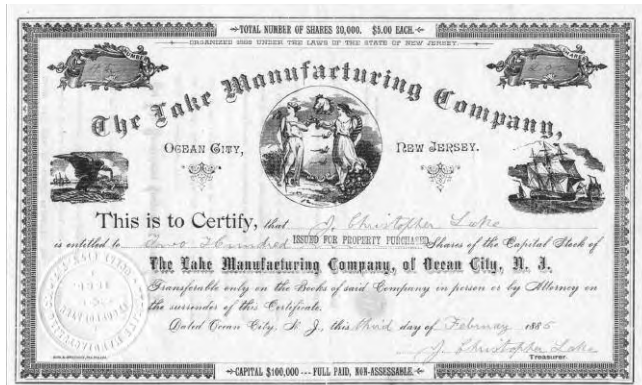 TOTAL NUMBER OF SHARES 20,000. $5.00 EACH.
UNDER THE LAWS OF THE STATE OF NEW JERSEY.
NUMBER
SHARES
The Lake Manufacturing Company,
OCEAN CITY, NEW JERSEY.
This is to Certify, that J. Christopher Lake
is entitled to Two Hundred ISSUED FOR PROPERTY PURCHASED Shares of the Capital Stock of
The Lake Manufacturing Company, of Ocean City, N. J.
Transferable only on the Books of said Company in person or by Attorney on
the surrender of this Certificate.
Dated Ocean City, N. J., this third day of February 1885
J. Christopher Lake
Treasurer.
CAPITAL $100,000 --- FULL PAID, NON-ASSESSABLE.